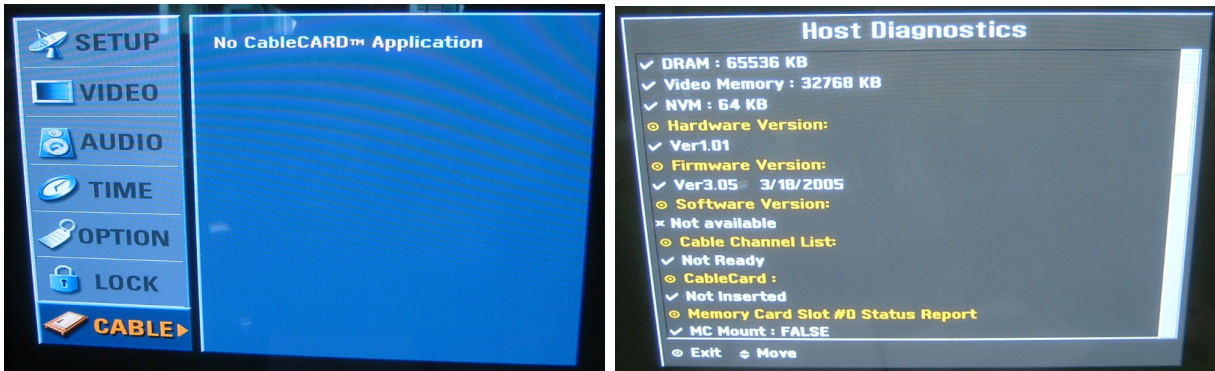 SETUP
VIDEO
AUDIO
TIME
OPTION
LOCK
CABLE
No CableCARD™ Application
Host Diagnostics
DRAM : 65536 KB
Video Memory : 32768 KB
NVM : 64 KB
Hardware Version:
Ver1.01
Firmware Version:
Ver3.05 3/18/2005
Software Version:
Not available
Cable Channel List:
Not Ready
CableCard :
Not Inserted
Memory Card Slot #0 Status Report
MC Mount : FALSE
Exit Move